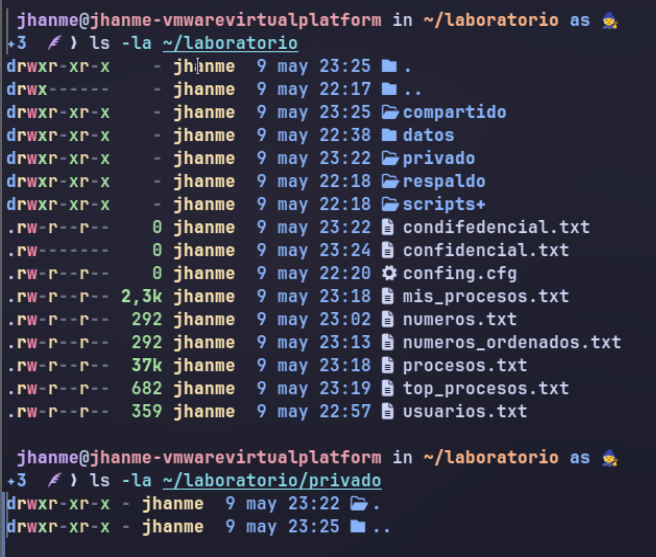 jhanme@jhanme-vmwarevirtualplatform in ~/laboratorio as
+3 ❯ ls -la ~/laboratorio
drwxr-xr-x - jhanme 9 may 23:25 .
drwx------ - jhanme 9 may 22:17 ..
drwxr-xr-x - jhanme 9 may 23:22 compartido
drwxr-xr-x - jhanme 9 may 22:38 datos
drwxr-xr-x - jhanme 9 may 23:22 privado
drwxr-xr-x - jhanme 9 may 22:18 respaldo
drwxr-xr-x - jhanme 9 may 22:18 scripts+
.rw-r--r-- 0 jhanme 9 may 23:22 condifedencial.txt
.rw------- 0 jhanme 9 may 23:24 confidencial.txt
.rw-r--r-- 0 jhanme 9 may 22:20 confing.cfg
.rw-r--r-- 2,3k jhanme 9 may 23:18 mis_procesos.txt
.rw-r--r-- 292 jhanme 9 may 23:02 numeros.txt
.rw-r--r-- 292 jhanme 9 may 23:13 numeros_ordenados.txt
.rw-r--r-- 37k jhanme 9 may 23:18 procesos.txt
.rw-r--r-- 682 jhanme 9 may 23:19 top_procesos.txt
.rw-r--r-- 359 jhanme 9 may 22:57 usuarios.txt
jhanme@jhanme-vmwarevirtualplatform in ~/laboratorio as
+3 ❯ ls -la ~/laboratorio/privado
drwxr-xr-x - jhanme 9 may 23:22 .
drwxr-xr-x - jhanme 9 may 23:25 ..